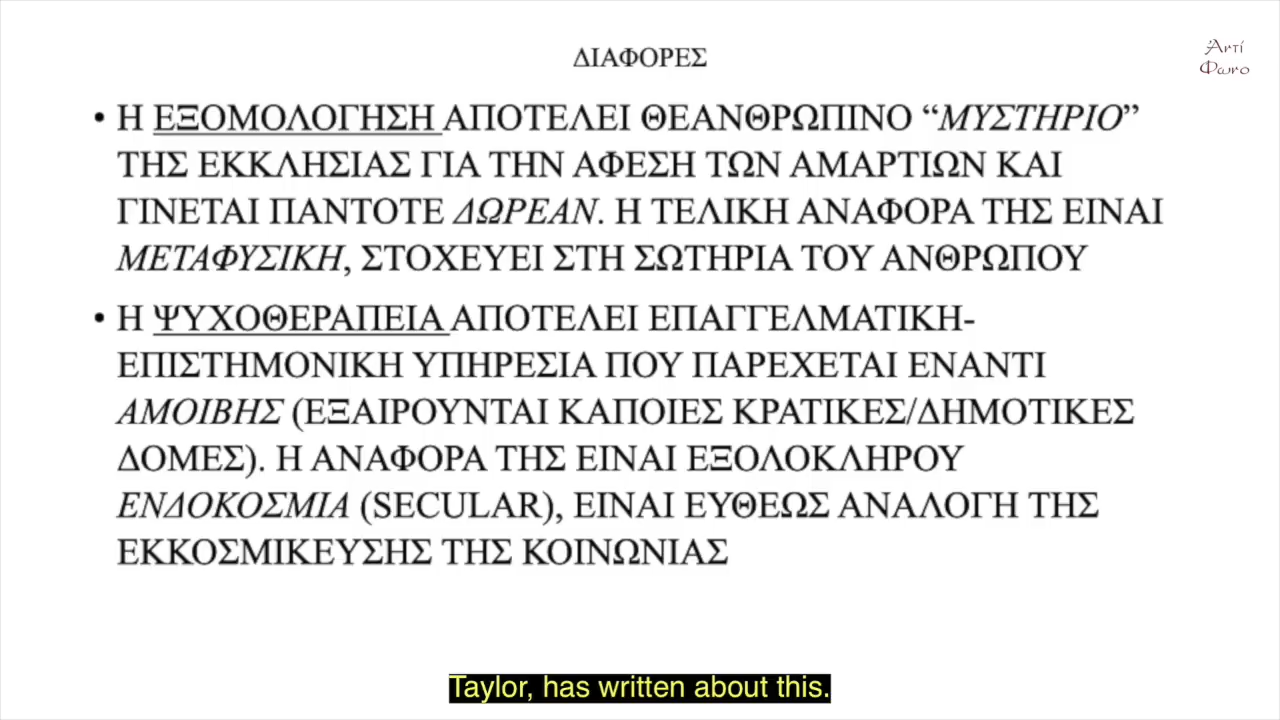 ΔΙΑΦΟΡΕΣ
Ἀντί
Φωνο
• Η ΕΞΟΜΟΛΟΓΗΣΗ ΑΠΟΤΕΛΕΙ ΘΕΑΝΘΡΩΠΙΝΟ “ΜΥΣΤΗΡΙΟ”
ΤΗΣ ΕΚΚΛΗΣΙΑΣ ΓΙΑ ΤΗΝ ΑΦΕΣΗ ΤΩΝ ΑΜΑΡΤΙΩΝ ΚΑΙ
ΓΙΝΕΤΑΙ ΠΑΝΤΟΤΕ ΔΩΡΕΑΝ. Η ΤΕΛΙΚΗ ΑΝΑΦΟΡΑ ΤΗΣ ΕΙΝΑΙ
ΜΕΤΑΦΥΣΙΚΗ, ΣΤΟΧΕΥΕΙ ΣΤΗ ΣΩΤΗΡΙΑ ΤΟΥ ΑΝΘΡΩΠΟΥ
• Η ΨΥΧΟΘΕΡΑΠΕΙΑ ΑΠΟΤΕΛΕΙ ΕΠΑΓΓΕΛΜΑΤΙΚΗ-
ΕΠΙΣΤΗΜΟΝΙΚΗ ΥΠΗΡΕΣΙΑ ΠΟΥ ΠΑΡΕΧΕΤΑΙ ΕΝΑΝΤΙ
ΑΜΟΙΒΗΣ (ΕΞΑΙΡΟΥΝΤΑΙ ΚΑΠΟΙΕΣ ΚΡΑΤΙΚΕΣ/ΔΗΜΟΤΙΚΕΣ
ΔΟΜΕΣ). Η ΑΝΑΦΟΡΑ ΤΗΣ ΕΙΝΑΙ ΕΞΟΛΟΚΛΗΡΟΥ
ΕΝΔΟΚΟΣΜΙΑ (SECULAR), ΕΙΝΑΙ ΕΥΘΕΩΣ ΑΝΑΛΟΓΗ ΤΗΣ
ΕΚΚΟΣΜΙΚΕΥΣΗΣ ΤΗΣ ΚΟΙΝΩΝΙΑΣ
Taylor, has written about this.